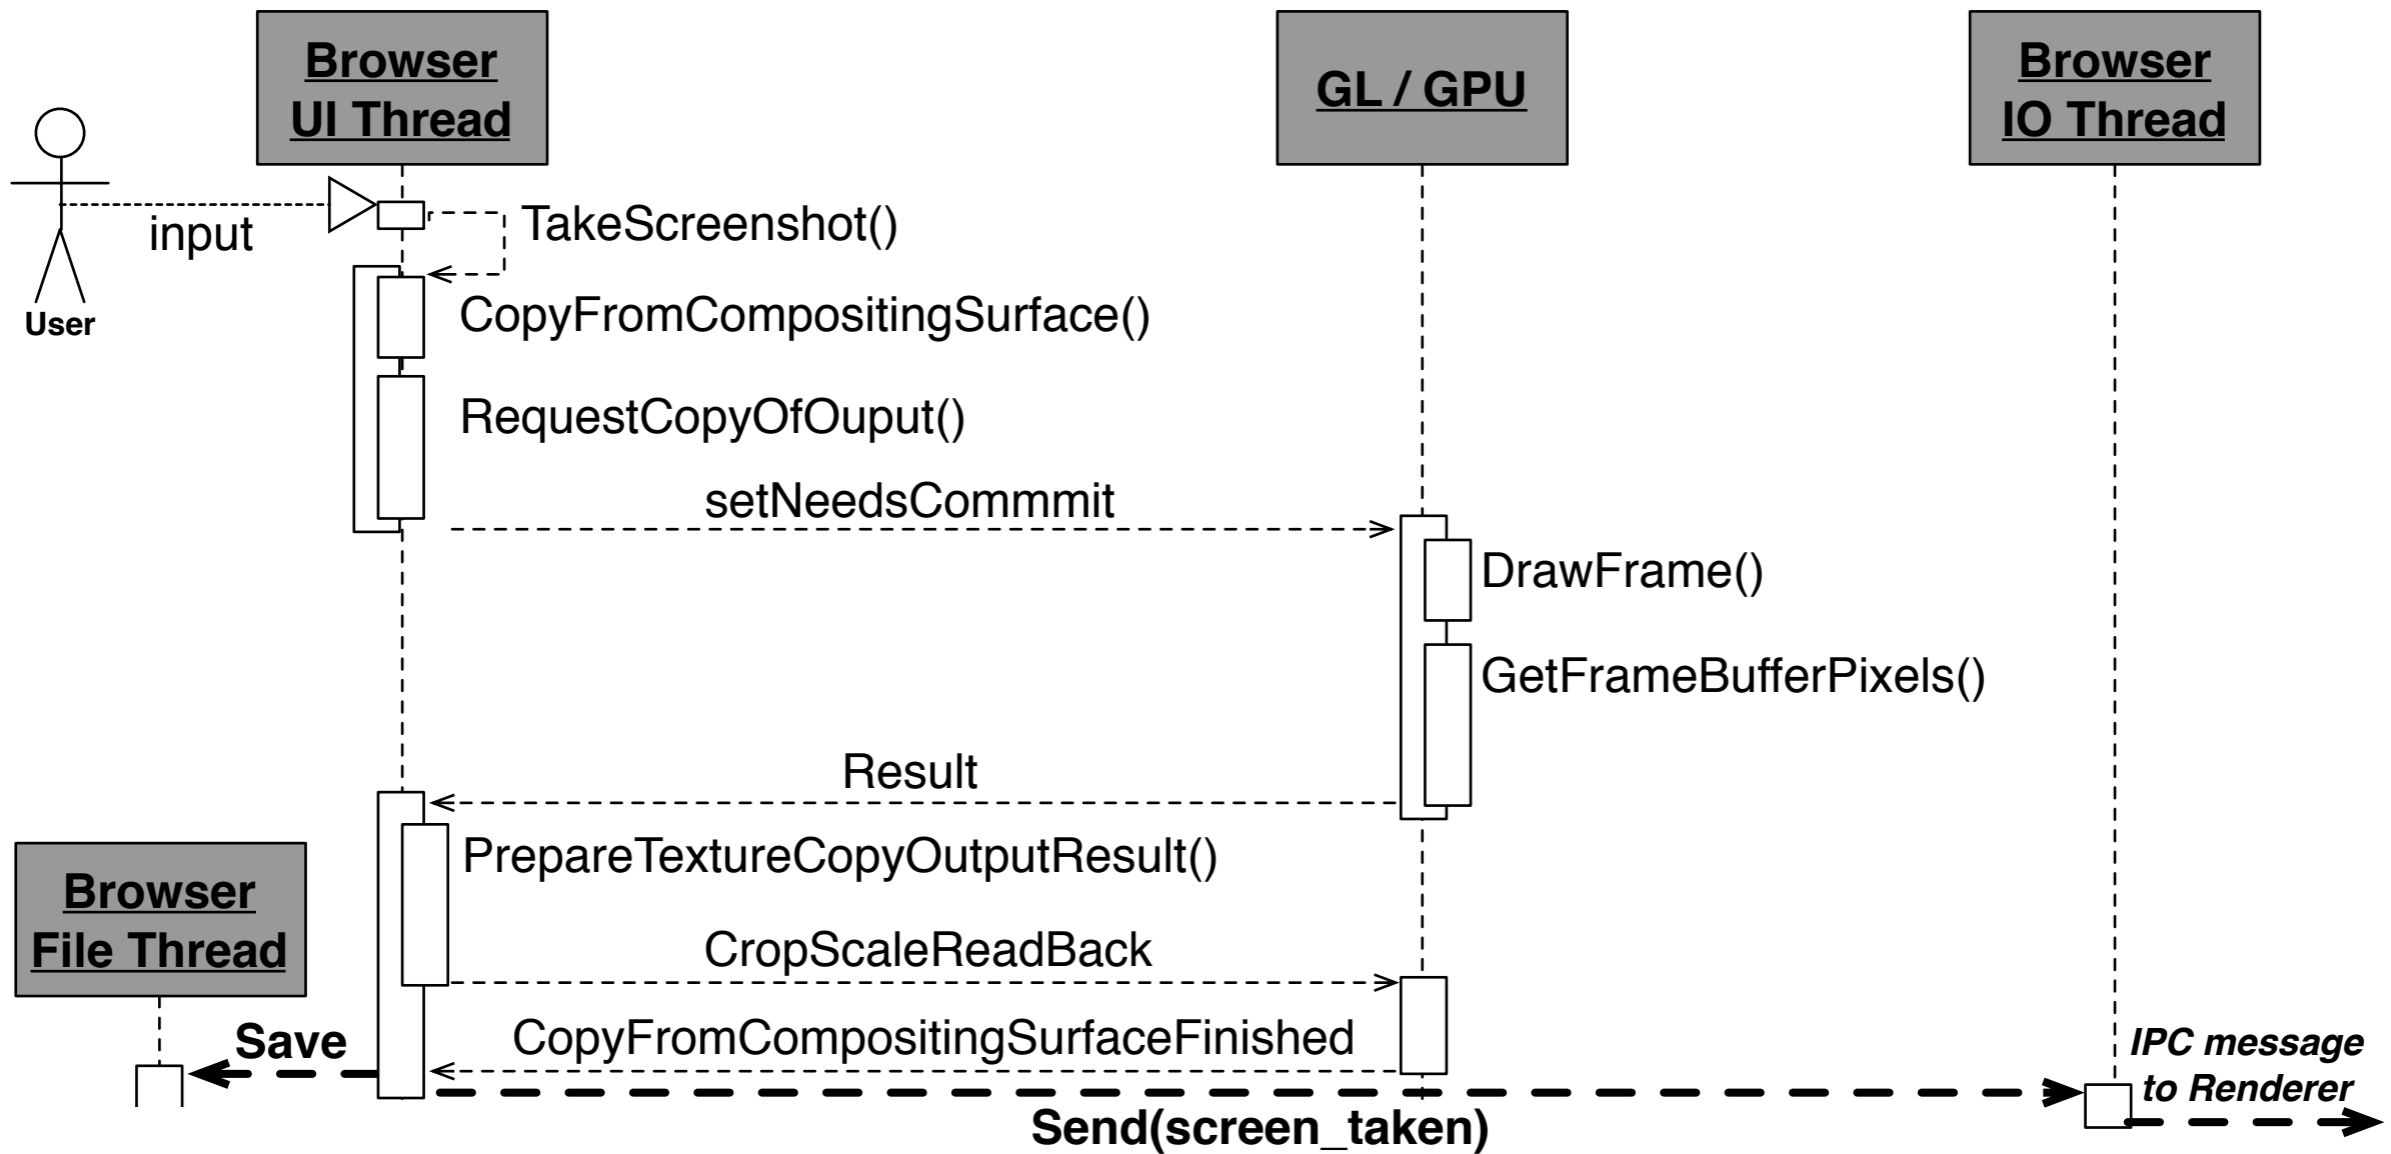 Browser
UI Thread
GL / GPU
Browser
IO Thread
input
User
TakeScreenshot()
CopyFromCompositingSurface()
RequestCopyOfOuput()
setNeedsCommmit
DrawFrame()
GetFrameBufferPixels()
Result
PrepareTextureCopyOutputResult()
Browser
File Thread
CropScaleReadBack
Save
CopyFromCompositingSurfaceFinished
IPC message
to Renderer
Send(screen_taken)